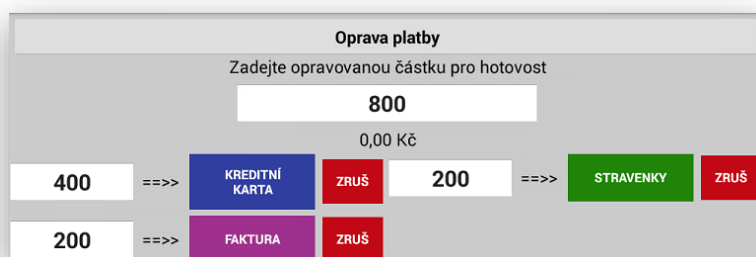 Oprava platby
Zadejte opravovanou částku pro hotovost
800
0,00 Kč
400 ==>> KREDITNÍ KARTA ZRUŠ 200 ==>> STRAVENKY ZRUŠ
200 ==>> FAKTURA ZRUŠ